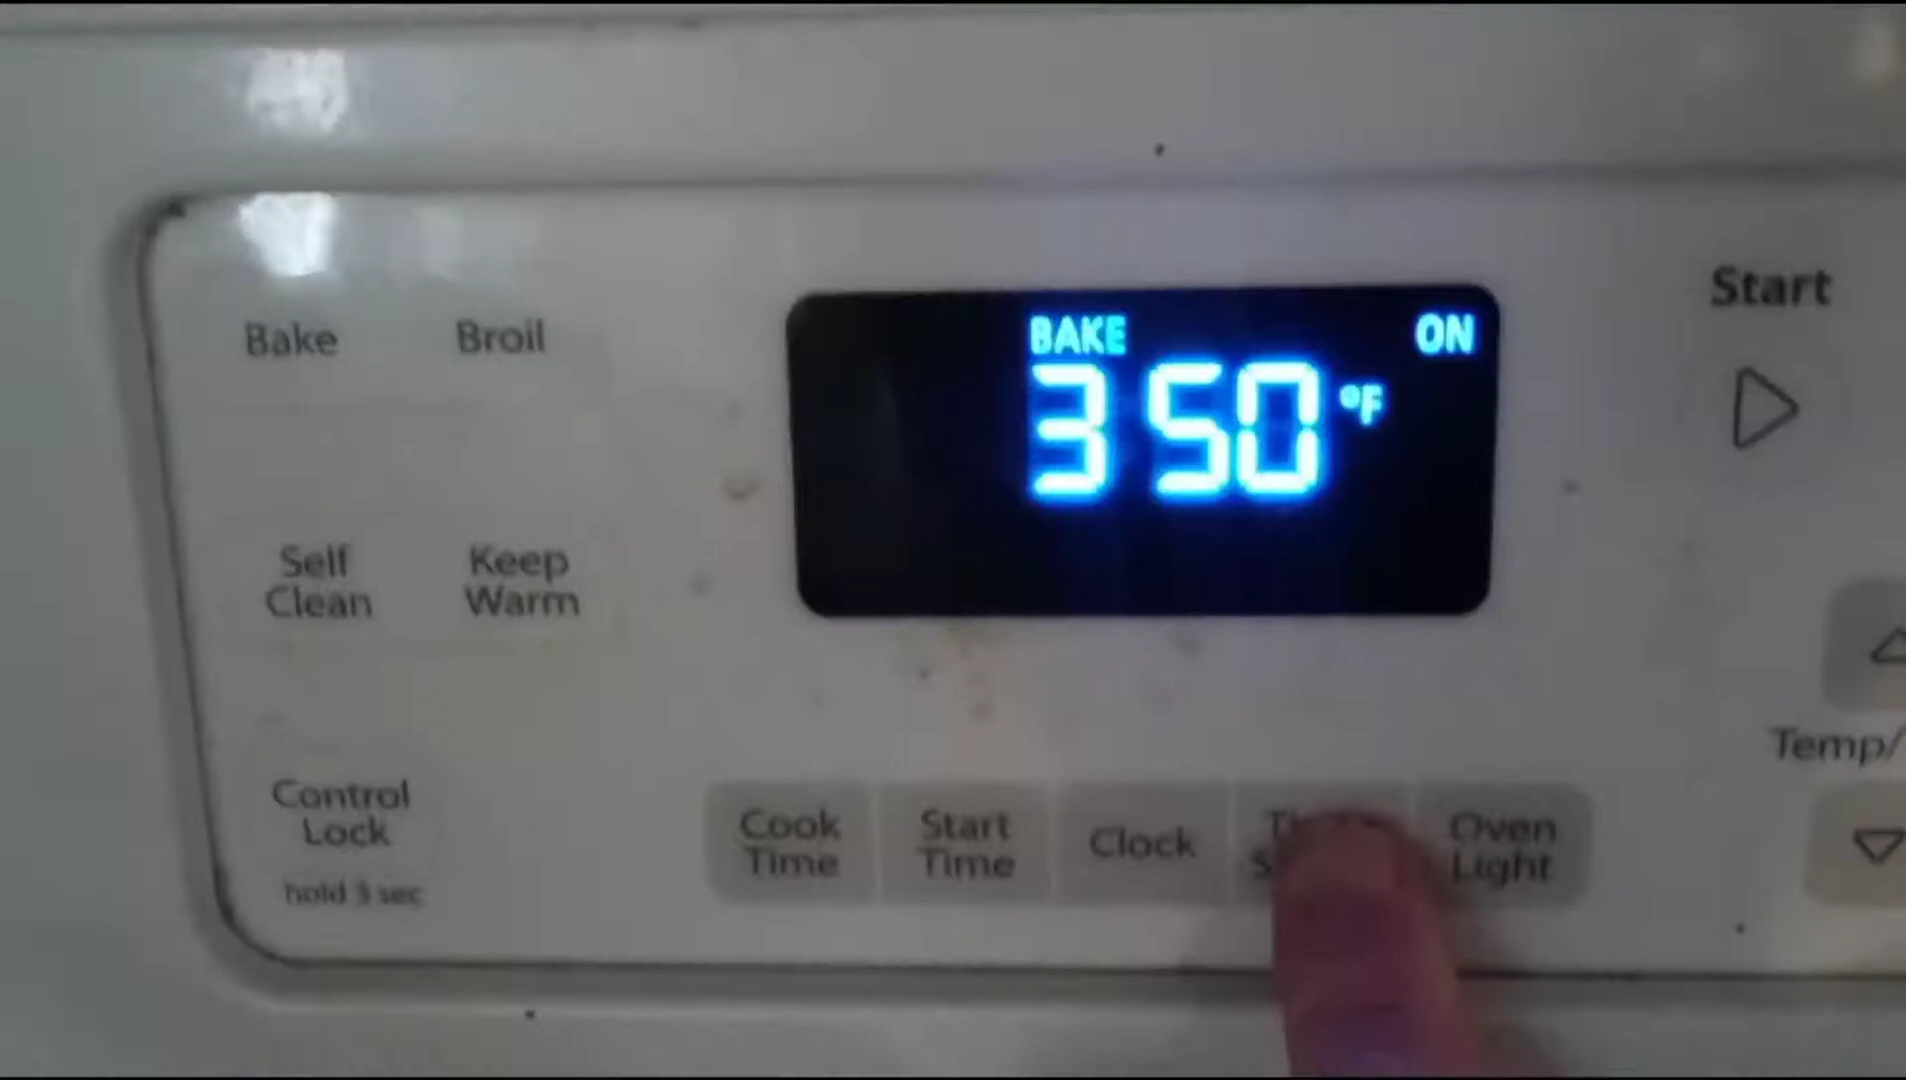 BAKE ON
350 °F
Start
Bake
Broil
Self
Clean
Keep
Warm
Control
Lock
hold 3 sec
Cook
Time
Start
Time
Clock
Oven
Light
Temp/